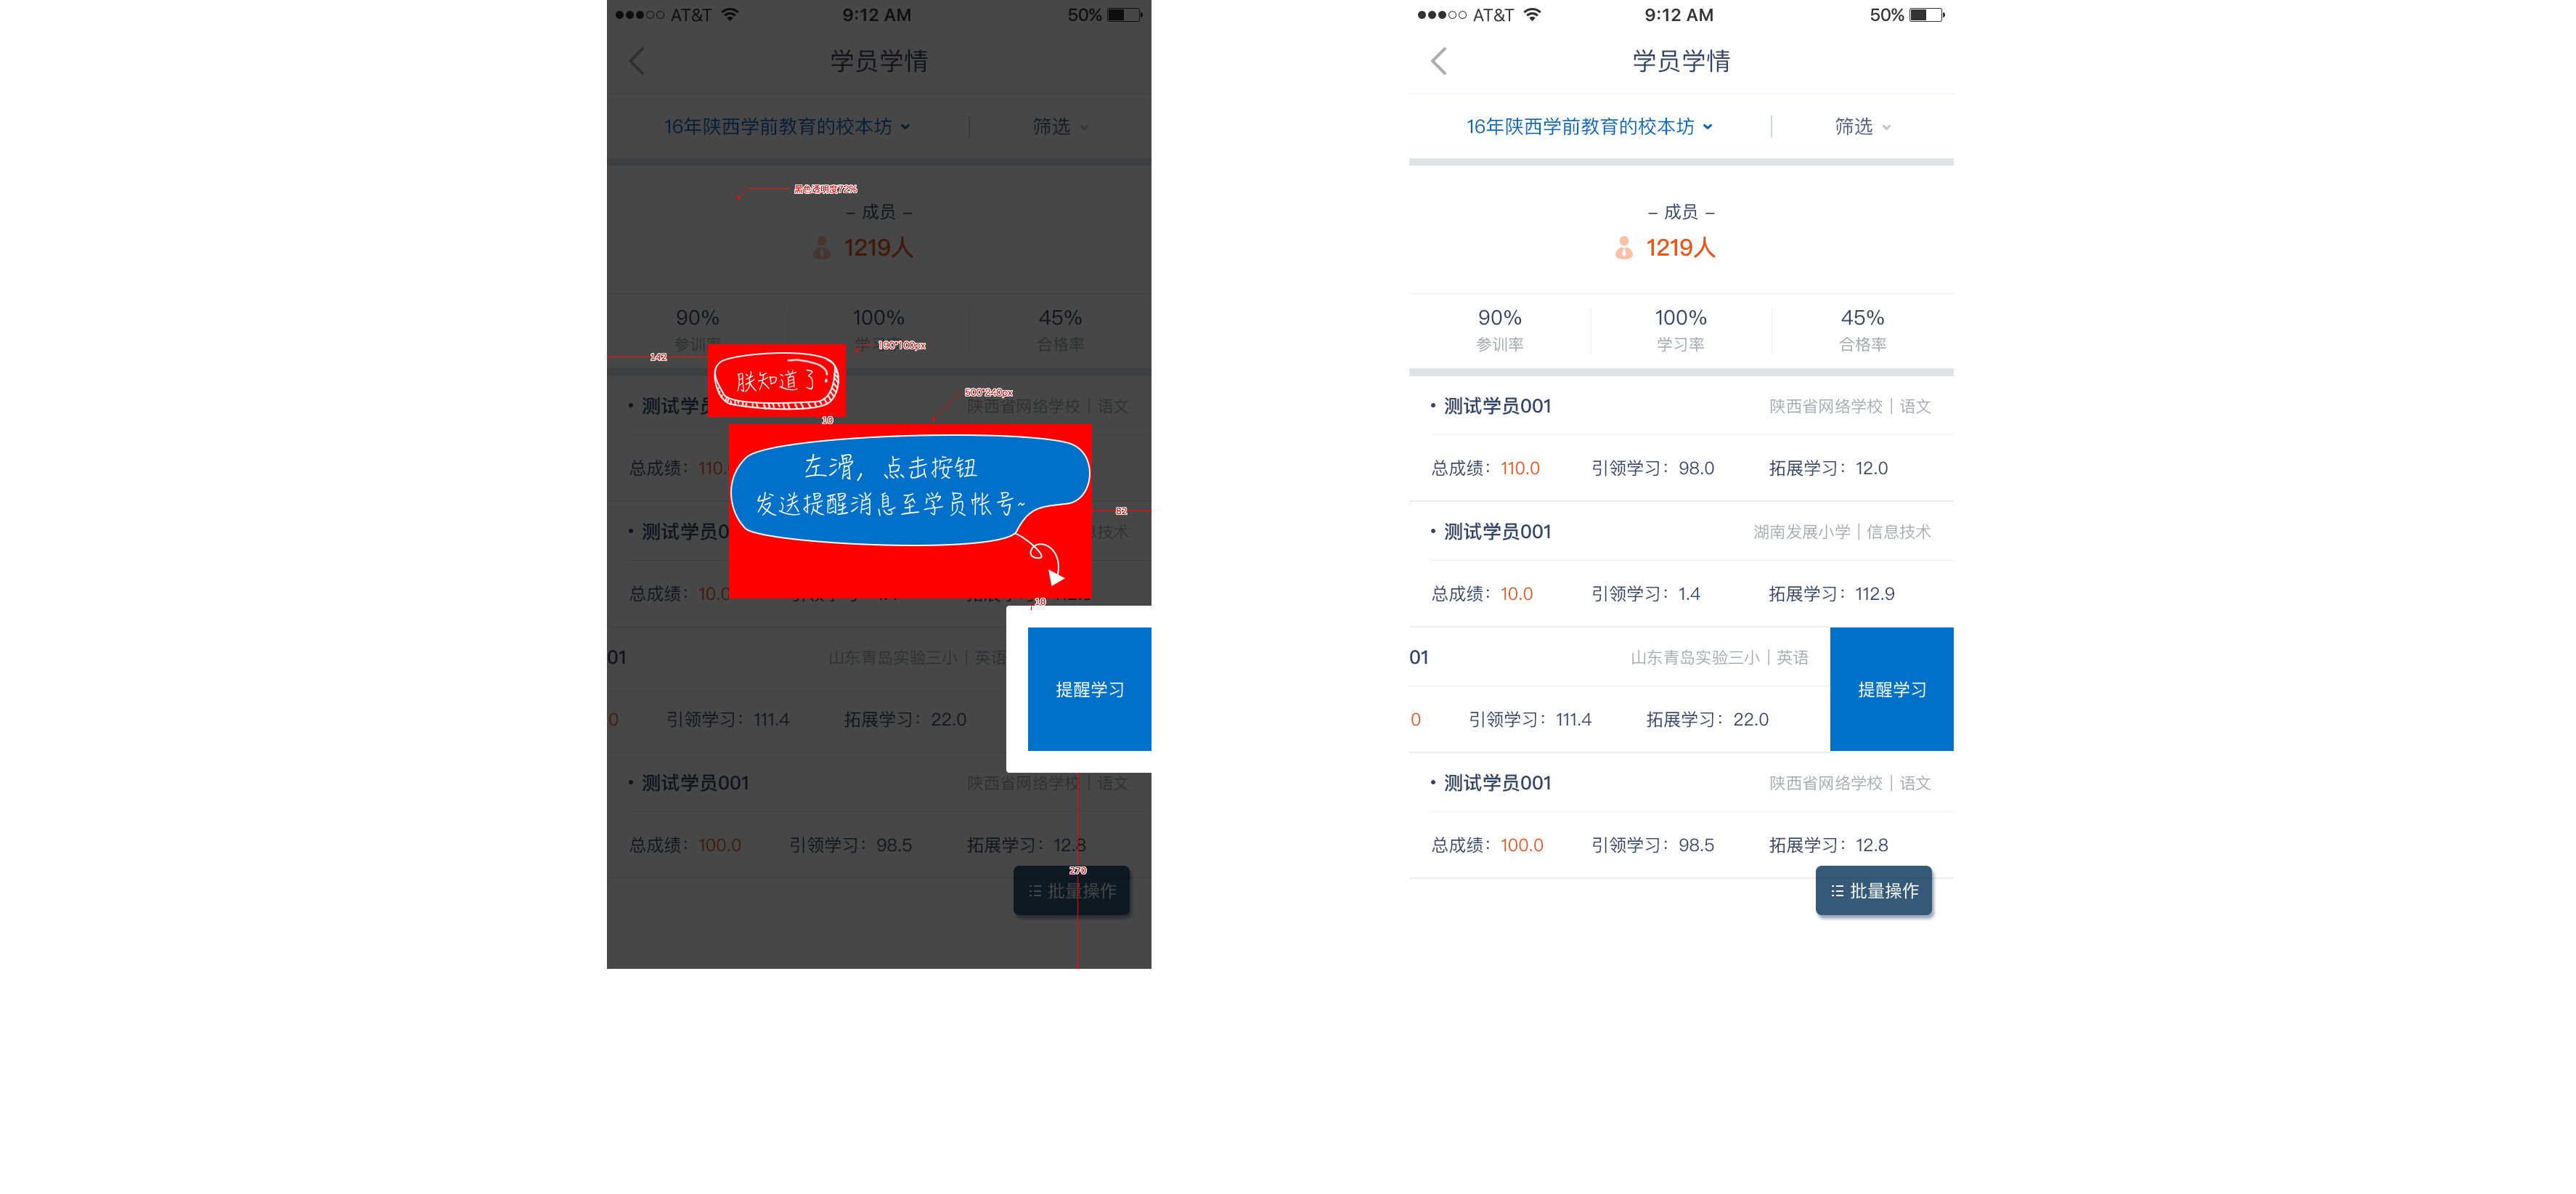 AT&T 9:12 AM 50%
学员学情
16年陕西学前教育的校本坊 筛选
黑色透明度72%
– 成员 –
1219人
90% 100% 45%
参训率 合格率
142
190*100px
朕知道了
500*240px
测试学员 陕西省网络学校 | 语文
10
总成绩：110.
左滑，点击按钮
发送提醒消息至学员帐号~
82
测试学员0 息技术
总成绩：10.0
10
01 山东青岛实验三小 | 英语
提醒学习
0 引领学习：111.4 拓展学习：22.0
测试学员001 陕西省网络学校 | 语文
总成绩：100.0 引领学习：98.5 拓展学习：12.8
270
批量操作
AT&T 9:12 AM 50%
学员学情
16年陕西学前教育的校本坊 筛选
– 成员 –
1219人
90% 100% 45%
参训率 学习率 合格率
测试学员001 陕西省网络学校 | 语文
总成绩：110.0 引领学习：98.0 拓展学习：12.0
测试学员001 湖南发展小学 | 信息技术
总成绩：10.0 引领学习：1.4 拓展学习：112.9
01 山东青岛实验三小 | 英语
提醒学习
0 引领学习：111.4 拓展学习：22.0
测试学员001 陕西省网络学校 | 语文
总成绩：100.0 引领学习：98.5 拓展学习：12.8
批量操作